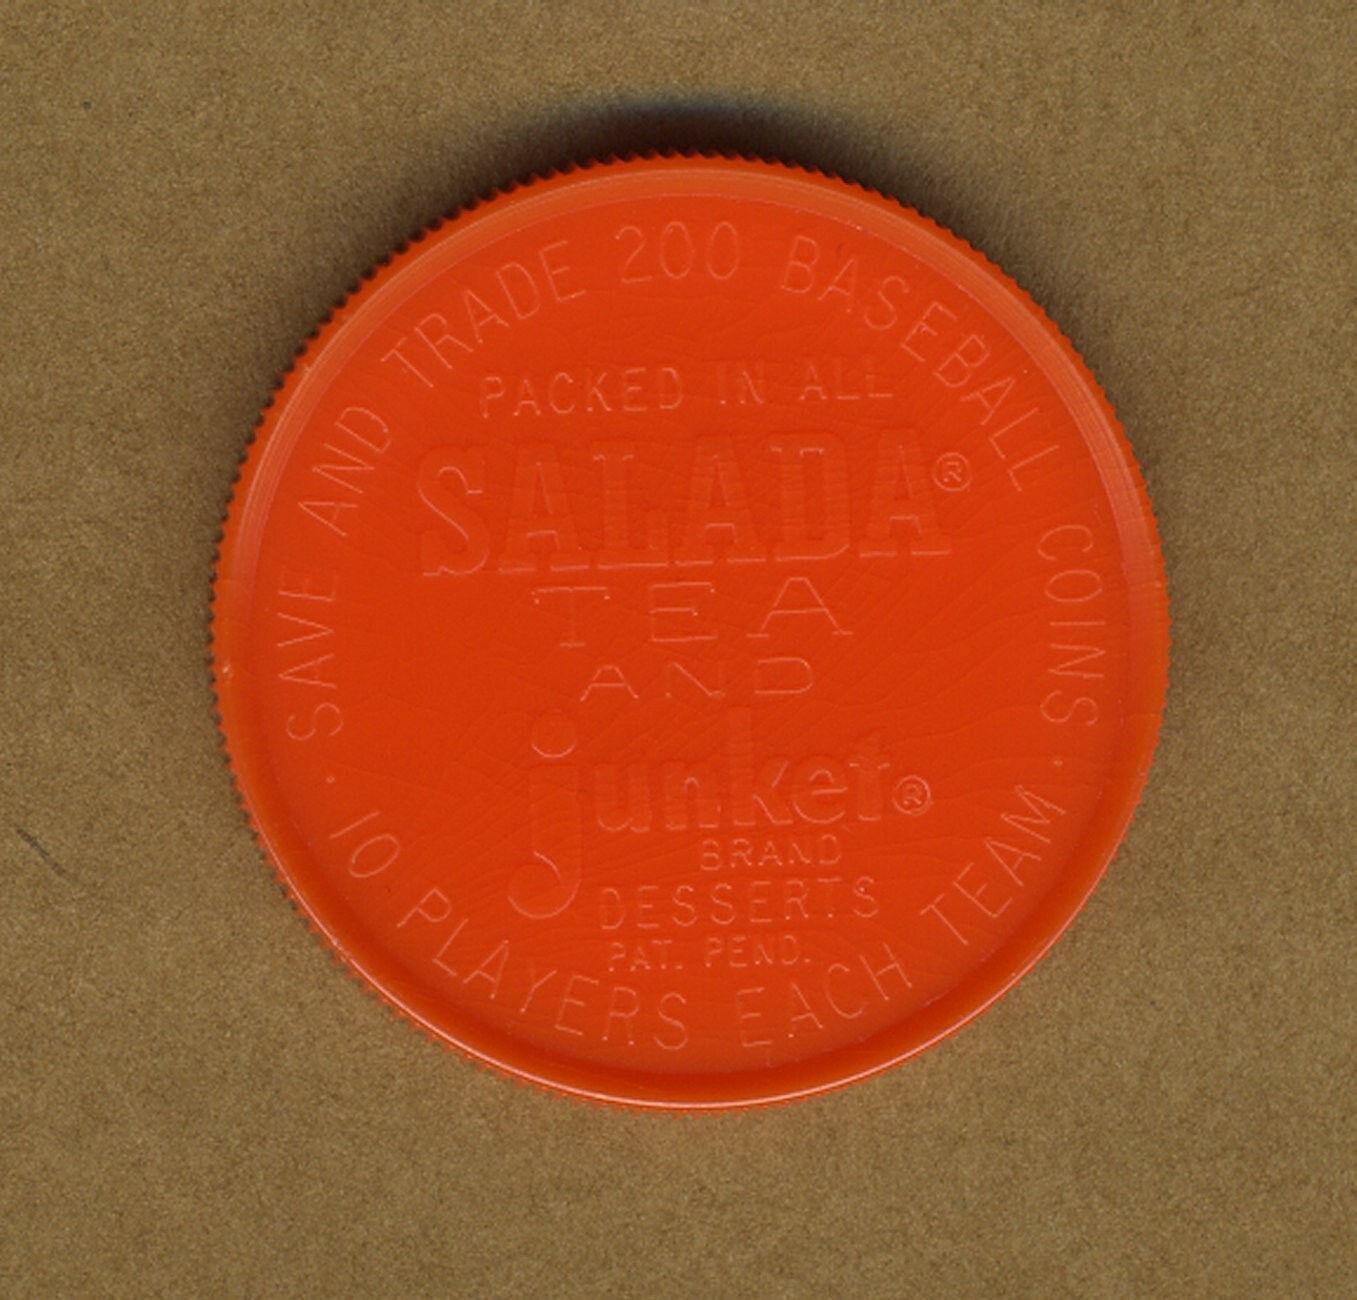 SAVE AND TRADE 200 BASEBALL COINS ·
PACKED IN ALL
SALADA®
TEA
AND
junket®
BRAND
DESSERTS
PAT. PEND.
10 PLAYERS EACH TEAM ·